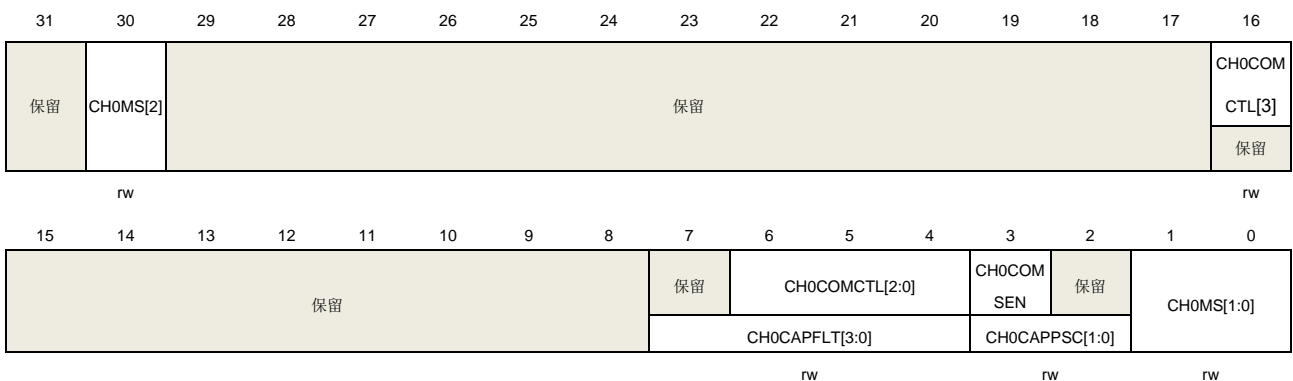 31 30 29 28 27 26 25 24 23 22 21 20 19 18 17 16
保留 CH0MS[2] 保留 CH0COM
CTL[3]
保留
rw rw
15 14 13 12 11 10 9 8 7 6 5 4 3 2 1 0
保留 保留 CH0COMCTL[2:0] CH0COM
SEN 保留 CH0MS[1:0]
CH0CAPFLT[3:0] CH0CAPPSC[1:0]
rw rw rw